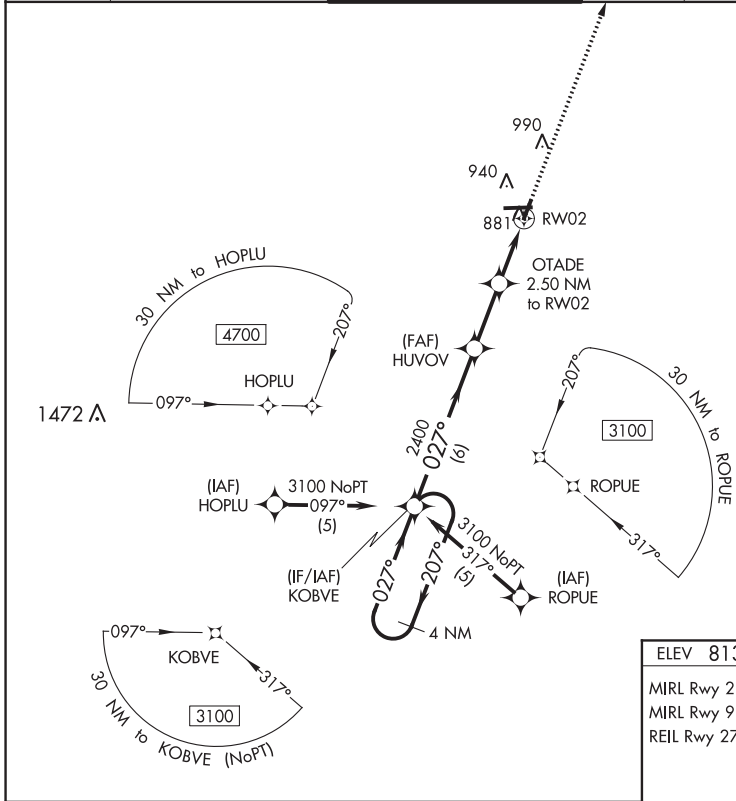 990
940
881
RW02
OTADE
2.50 NM
to RW02
30 NM to HOPLU
4700
207°
HOPLU
097°
1472
(FAF)
HUVOV
2400
027°
(6)
207°
30 NM to ROPUE
3100
ROPUE
317°
(IAF)
HOPLU
3100 NoPT
097°
(5)
(IF/IAF)
KOBVE
027°
207°
4 NM
3100 NoPT
317°
(5)
(IAF)
ROPUE
097°
KOBVE
317°
3100
30 NM to KOBVE (NoPT)
ELEV 813
MIRL Rwy 2
MIRL Rwy 9
REIL Rwy 27